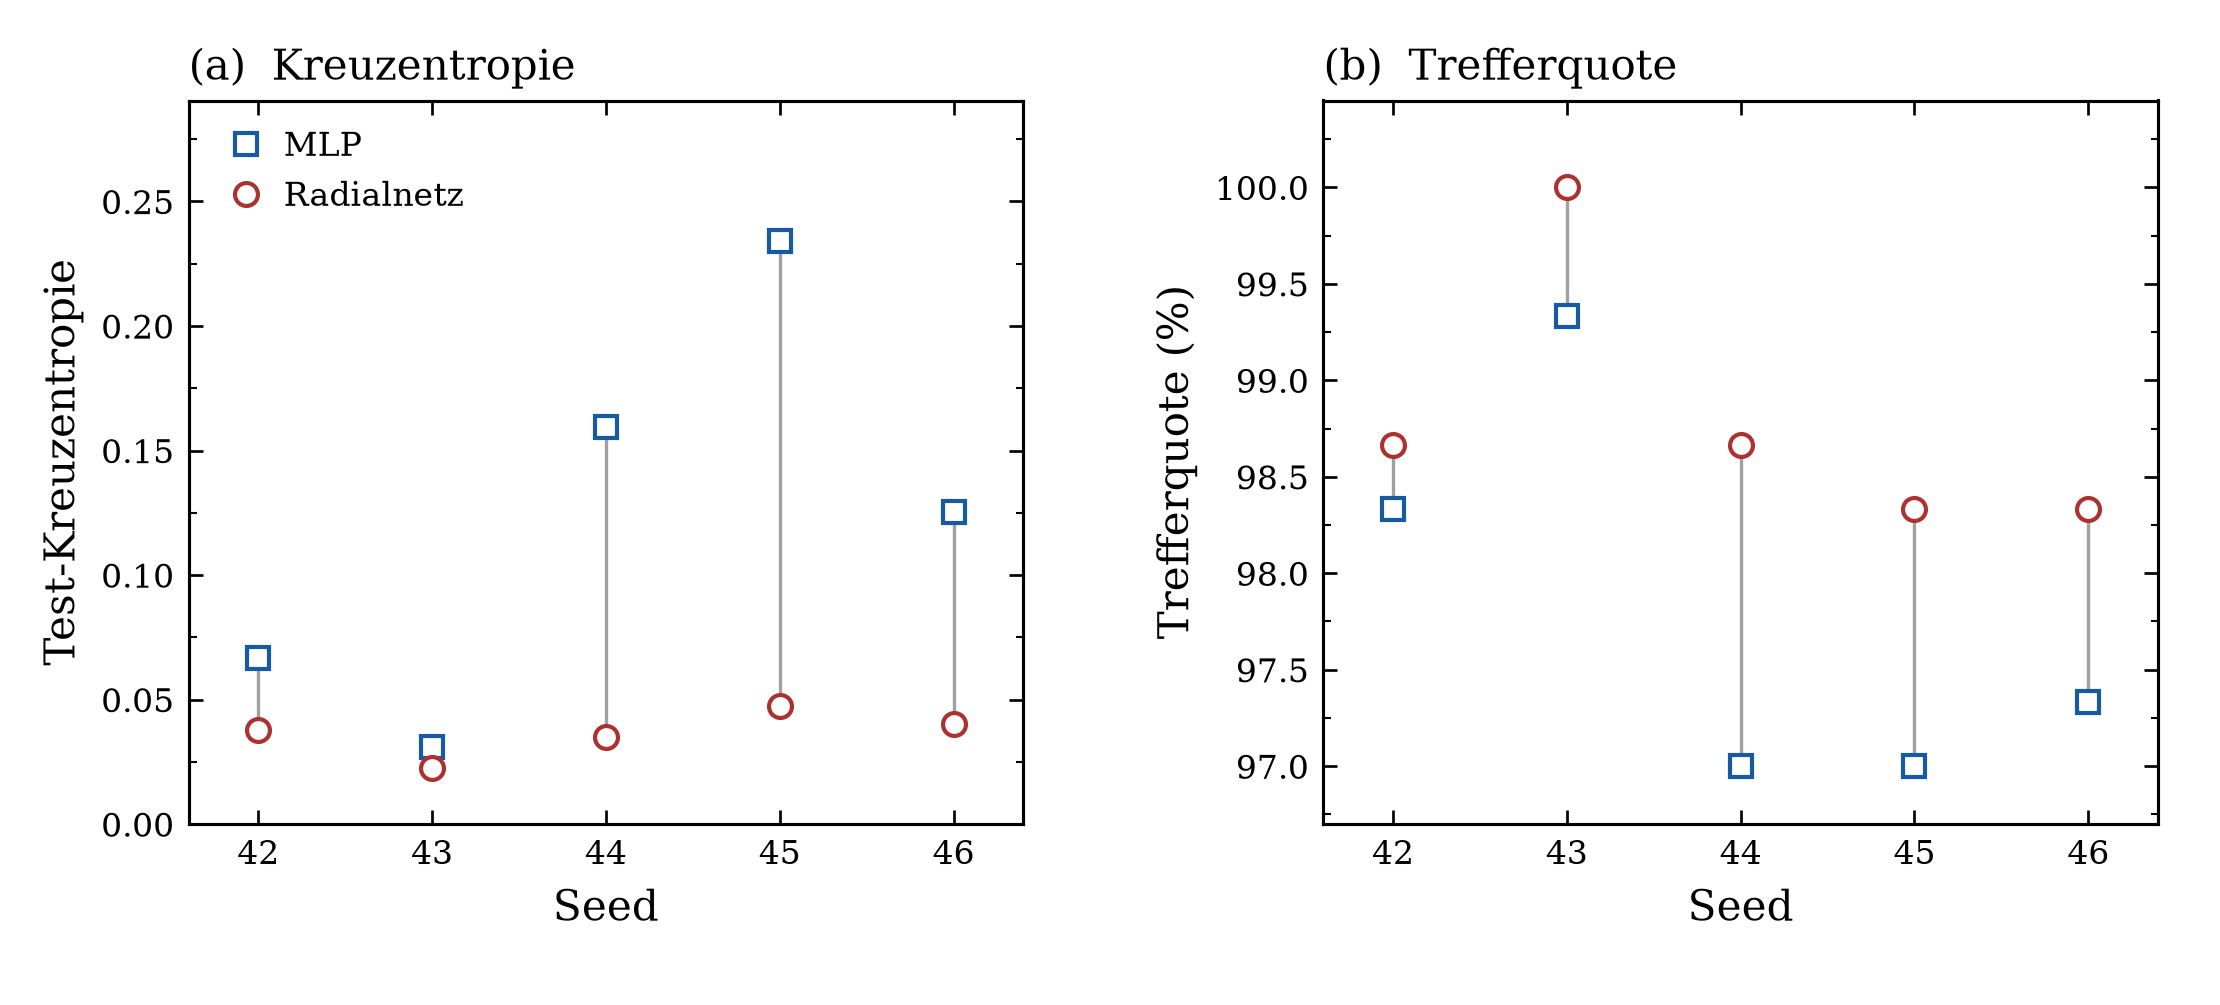 (a) Kreuzentropie
MLP
Radialnetz
Test-Kreuzentropie
0.25
0.20
0.15
0.10
0.05
0.00
42 43 44 45 46
Seed
(b) Trefferquote
Trefferquote (%)
100.0
99.5
99.0
98.5
98.0
97.5
97.0
42 43 44 45 46
Seed